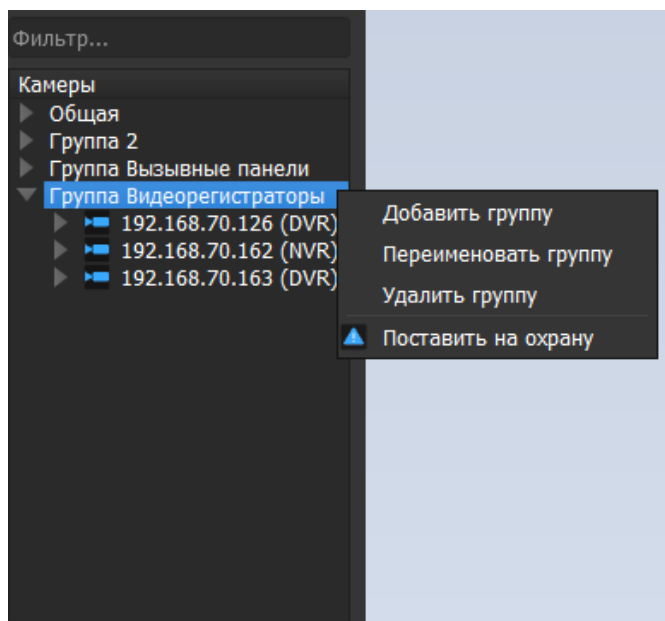 Фильтр...
Камеры
Общая
Группа 2
Группа Вызывные панели
Группа Видеорегистраторы
192.168.70.126 (DVR)
192.168.70.162 (NVR)
192.168.70.163 (DVR)
Добавить группу
Переименовать группу
Удалить группу
Поставить на охрану